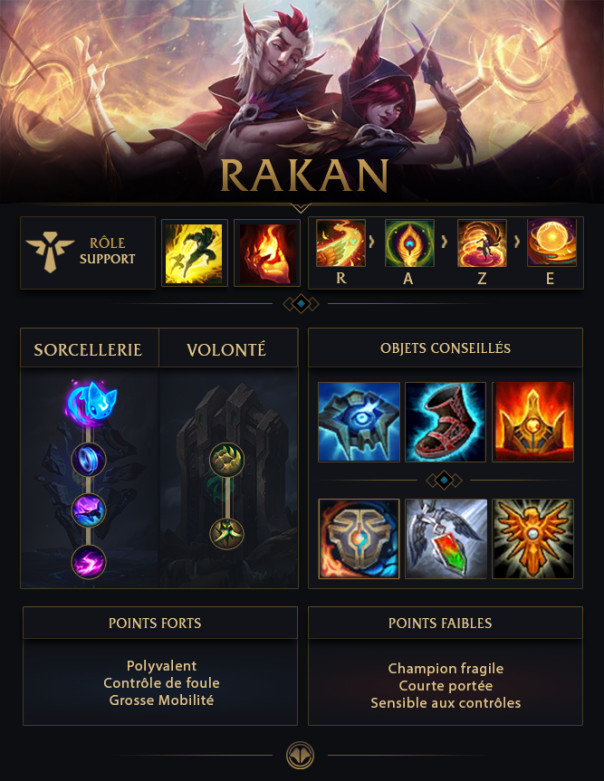 RAKAN
RÔLE
SUPPORT
R
A
Z
E
SORCELLERIE
VOLONTÉ
OBJETS CONSEILLÉS
POINTS FORTS
Polyvalent
Contrôle de foule
Grosse Mobilité
POINTS FAIBLES
Champion fragile
Courte portée
Sensible aux contrôles